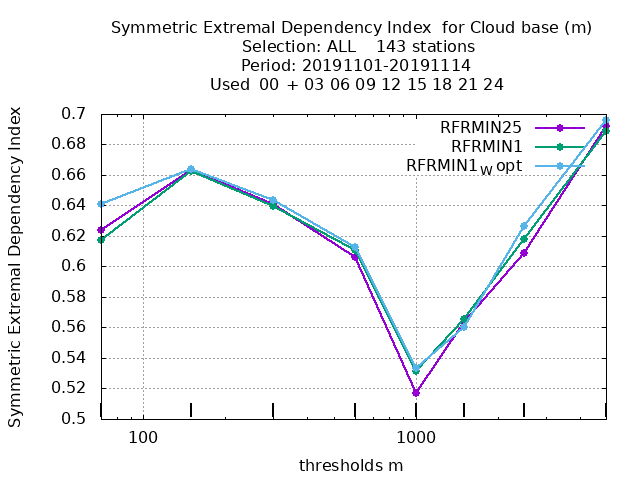 Symmetric Extremal Dependency Index  for Cloud base (m)
Selection: ALL    143 stations
Period: 20191101-20191114
Used  00 + 03 06 09 12 15 18 21 24
Symmetric Extremal Dependency Index
0.7
0.68
0.66
0.64
0.62
0.6
0.58
0.56
0.54
0.52
0.5
RFRMIN25
RFRMIN1
RFRMIN1W opt
100
1000
thresholds m